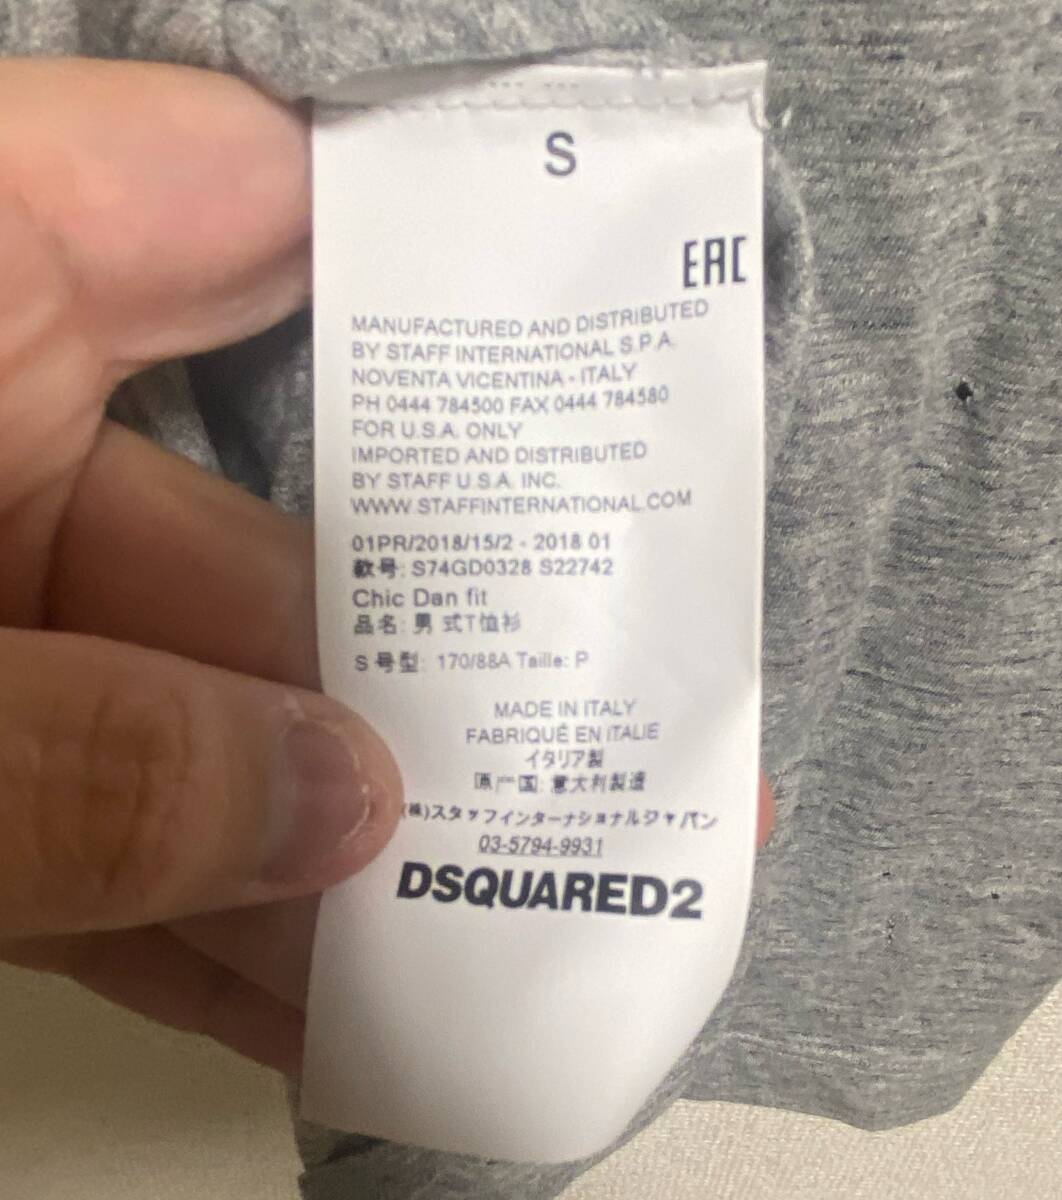 S
EAC
MANUFACTURED AND DISTRIBUTED
BY STAFF INTERNATIONAL S.P.A.
NOVENTA VICENTINA - ITALY
PH 0444 784500 FAX 0444 784580
FOR U.S.A. ONLY
IMPORTED AND DISTRIBUTED
BY STAFF U.S.A. INC.
WWW.STAFFINTERNATIONAL.COM
01PR/2018/15/2 - 2018 01
款号: S74GD0328 S22742
Chic Dan fit
品名: 男 式T恤衫
S 号型: 170/88A Taille: P
MADE IN ITALY
FABRIQUÉ EN ITALIE
イタリア製
原产国: 意大利製造
(株)スタッフインターナショナルジャパン
03-5794-9931
DSQUARED2